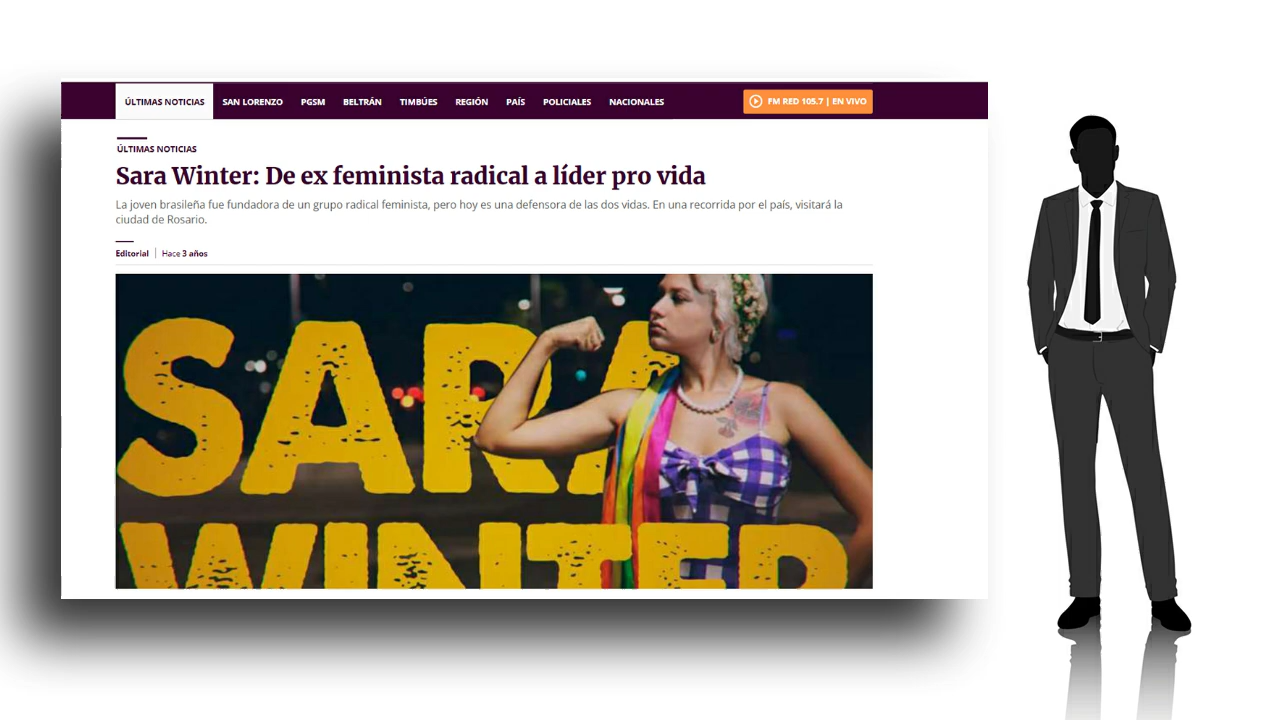 ÚLTIMAS NOTICIAS SAN LORENZO PGSM BELTRÁN TIMBÚES REGIÓN PAÍS POLICIALES NACIONALES FM RED 105.7 | EN VIVO
ÚLTIMAS NOTICIAS
Sara Winter: De ex feminista radical a líder pro vida
La joven brasileña fue fundadora de un grupo radical feminista, pero hoy es una defensora de las dos vidas. En una recorrida por el país, visitará la
ciudad de Rosario.
Editorial | Hace 3 años
SARA
WINTER